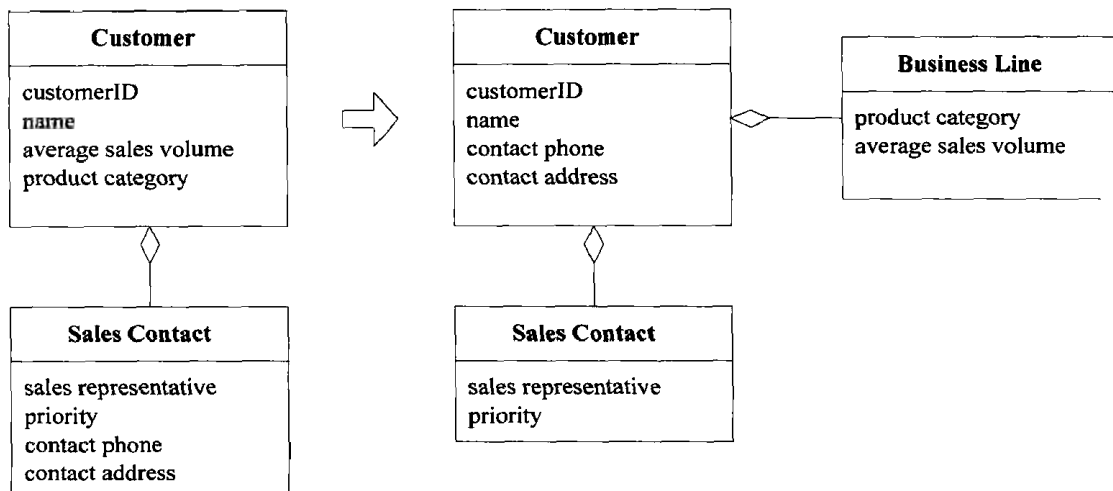 Customer
customerID
name
average sales volume
product category
Sales Contact
sales representative
priority
contact phone
contact address
Customer
customerID
name
contact phone
contact address
Sales Contact
sales representative
priority
Business Line
product category
average sales volume